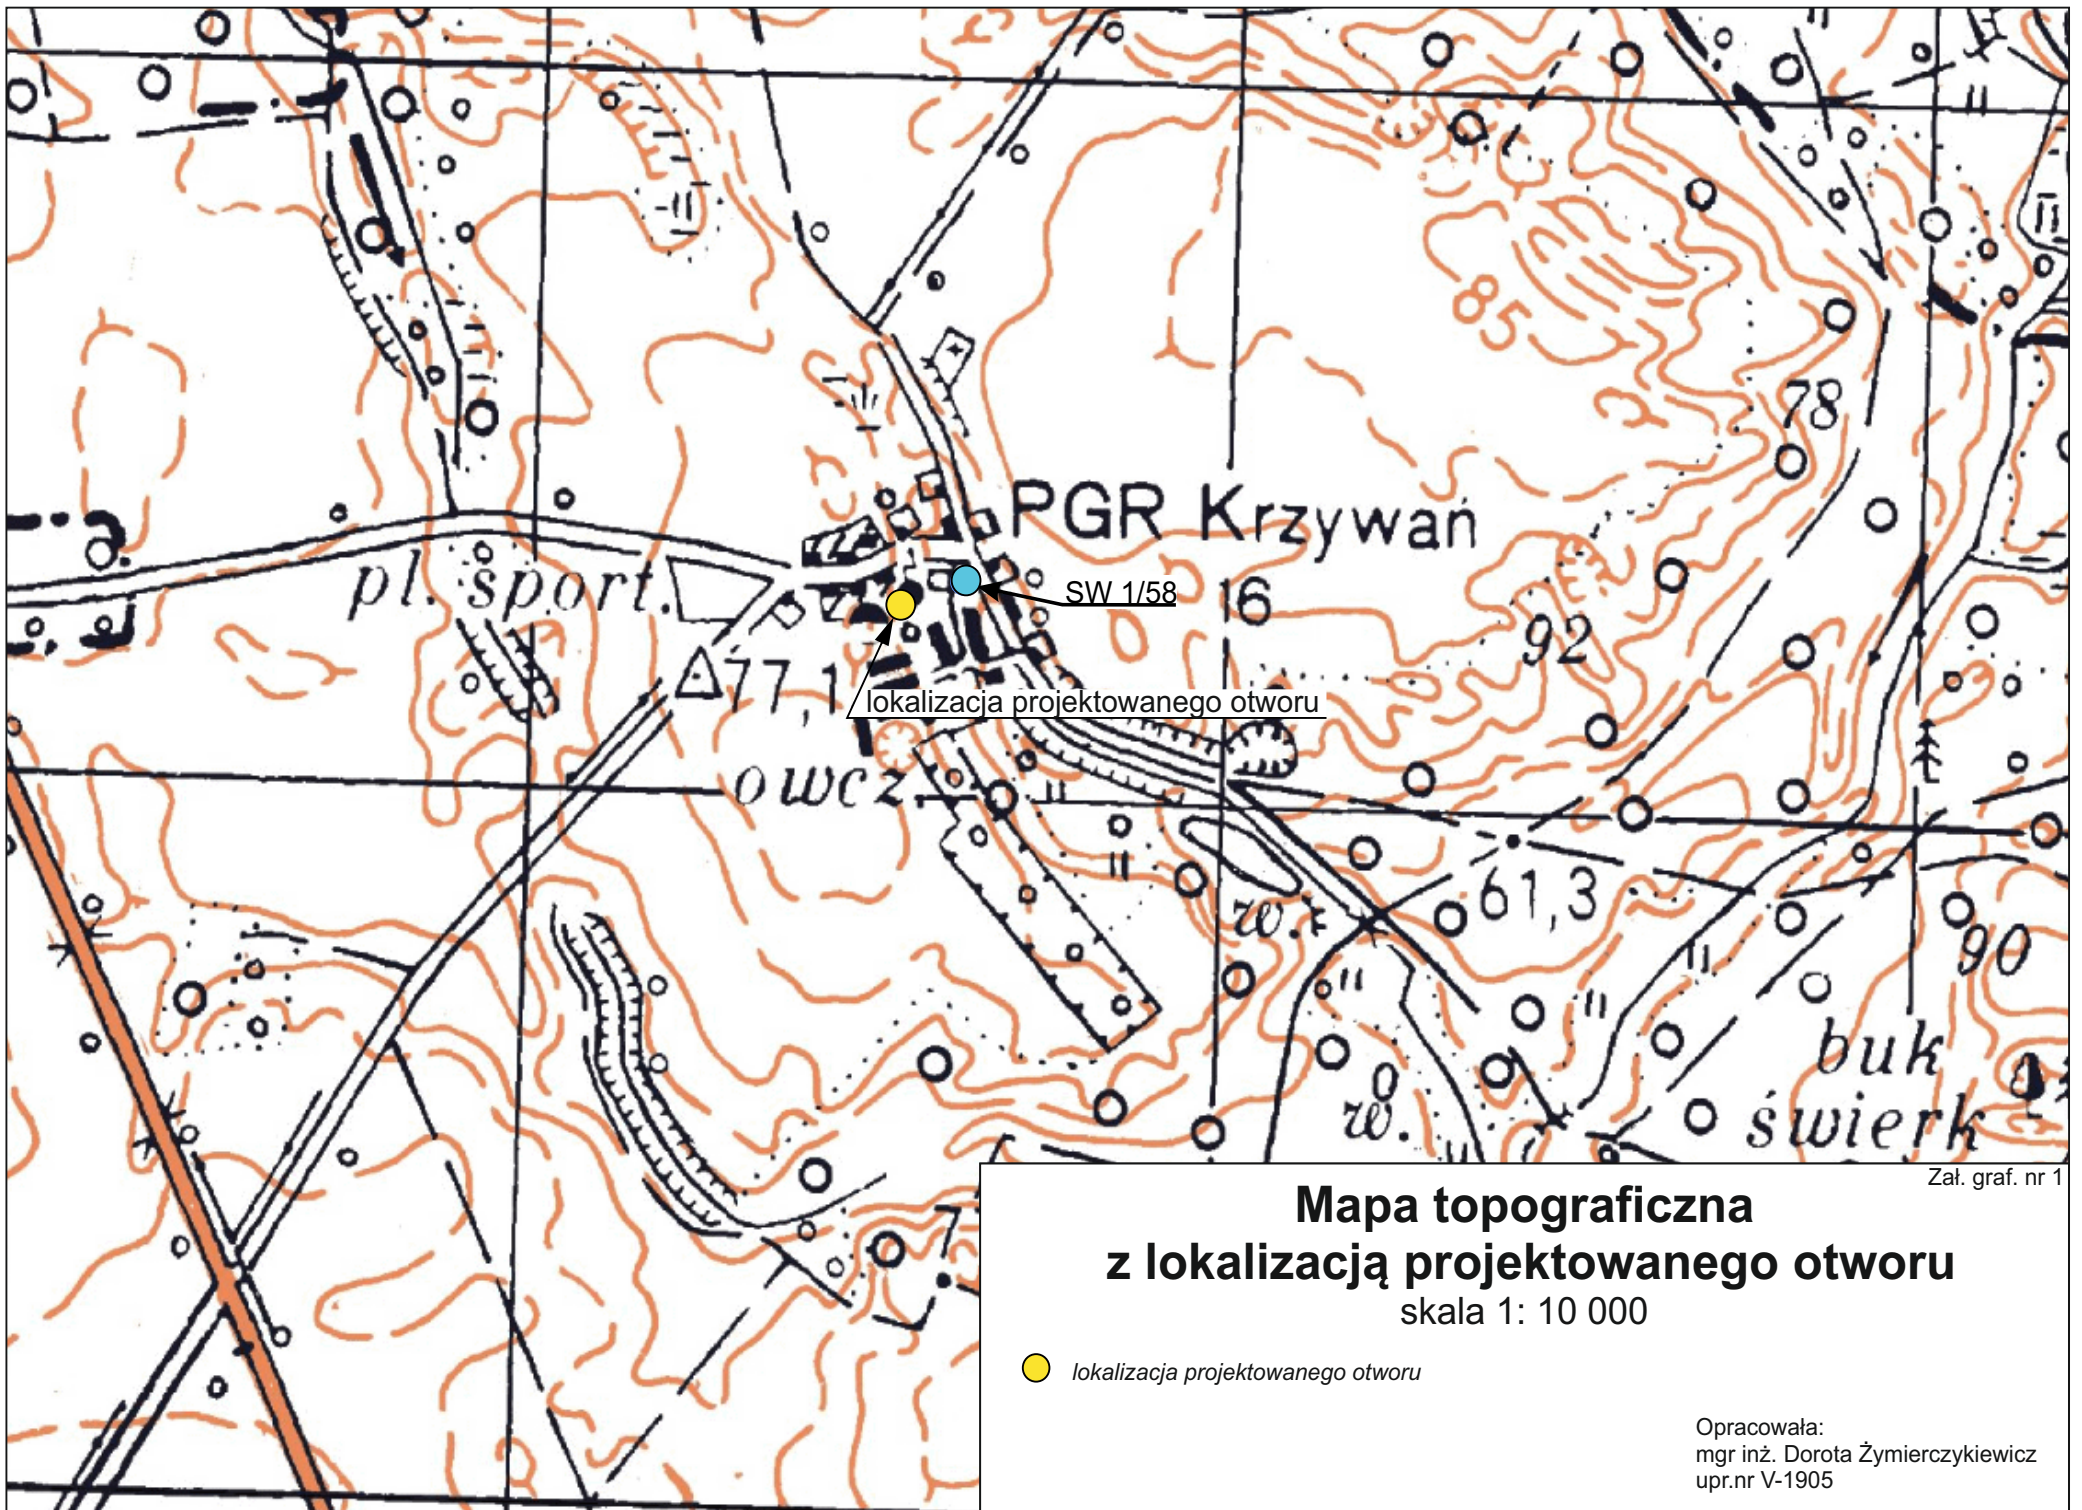 85
78
PGR Krzywań
pl. sport.
SW 1/58
16
92
77,1
lokalizacja projektowanego otworu
owcz.
61,3
w.
90
buk
w.
świerk
Zał. graf. nr 1
Mapa topograficzna
z lokalizacją projektowanego otworu
skala 1: 10 000
lokalizacja projektowanego otworu
Opracowała:
mgr inż. Dorota Żymierczykiewicz
upr.nr V-1905